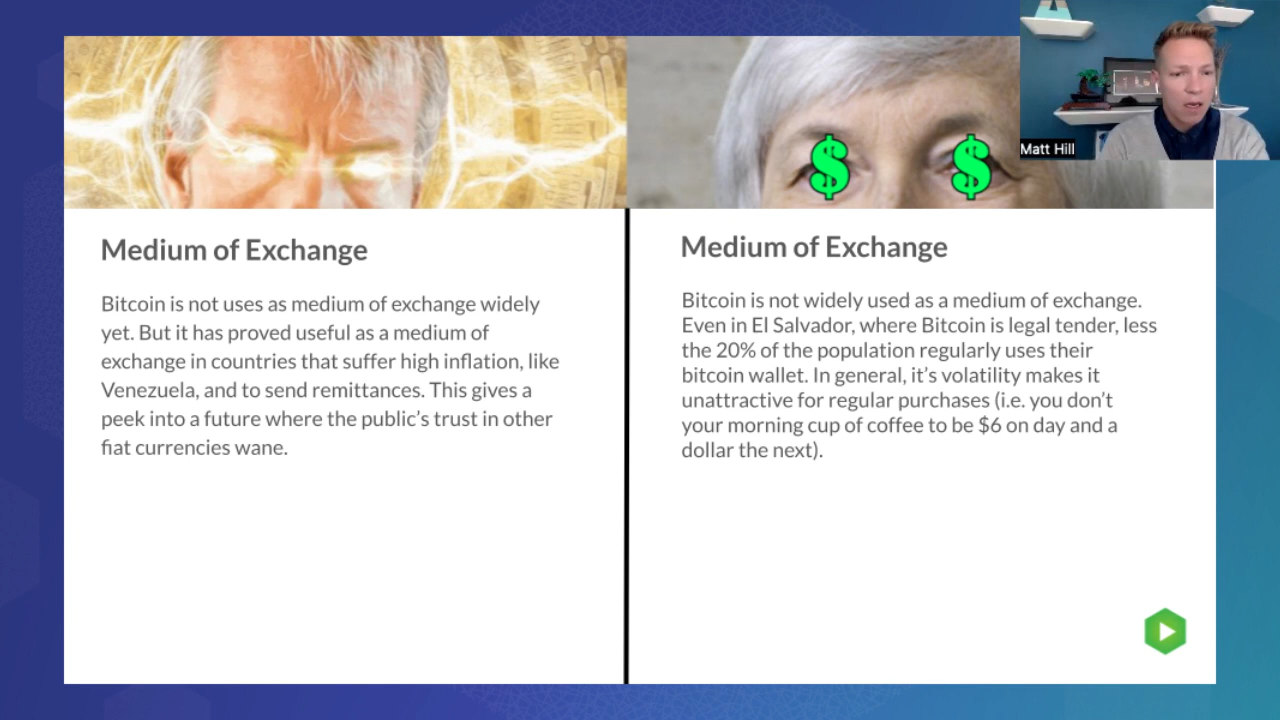 Matt Hill
Medium of Exchange
Bitcoin is not uses as medium of exchange widely
yet. But it has proved useful as a medium of
exchange in countries that suffer high inflation, like
Venezuela, and to send remittances. This gives a
peek into a future where the public’s trust in other
fiat currencies wane.
Medium of Exchange
Bitcoin is not widely used as a medium of exchange.
Even in El Salvador, where Bitcoin is legal tender, less
the 20% of the population regularly uses their
bitcoin wallet. In general, it’s volatility makes it
unattractive for regular purchases (i.e. you don’t
your morning cup of coffee to be $6 on day and a
dollar the next).